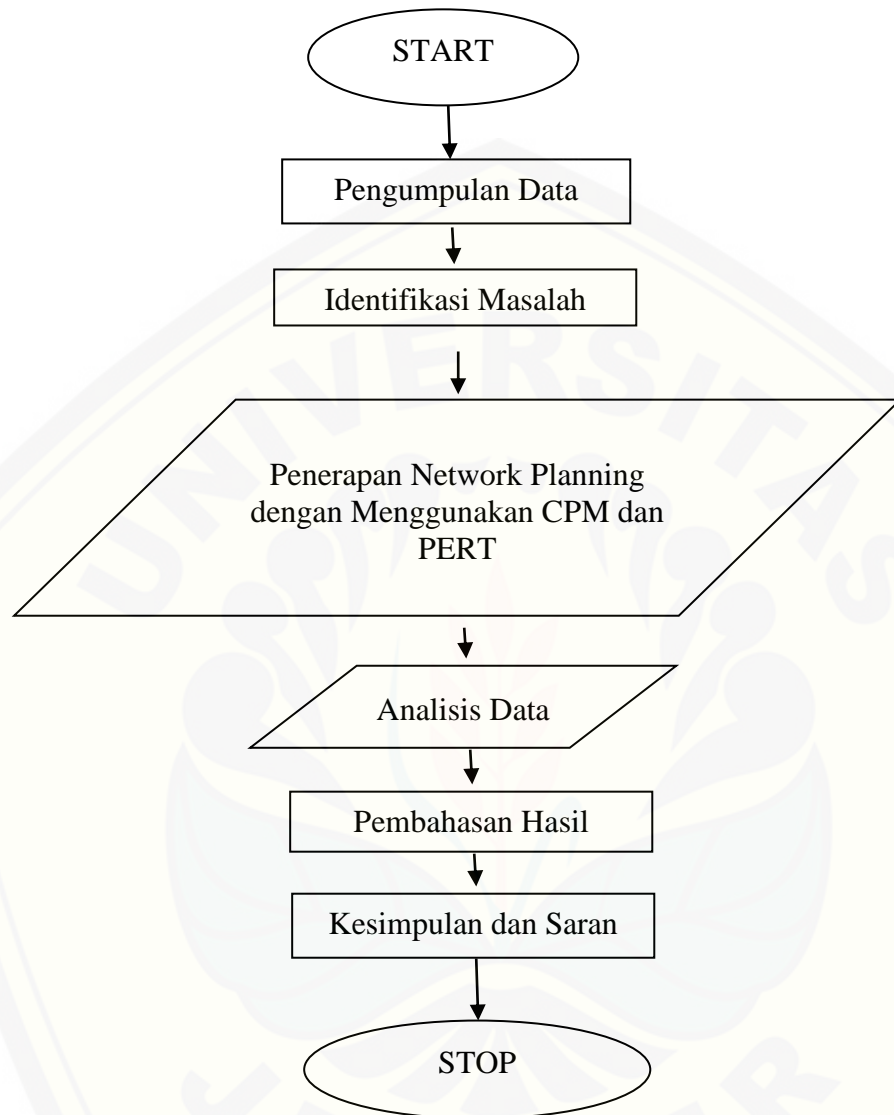 START
Pengumpulan Data
Identifikasi Masalah
Penerapan Network Planning
dengan Menggunakan CPM dan
PERT
Analisis Data
Pembahasan Hasil
Kesimpulan dan Saran
STOP
UNIVERSITAS